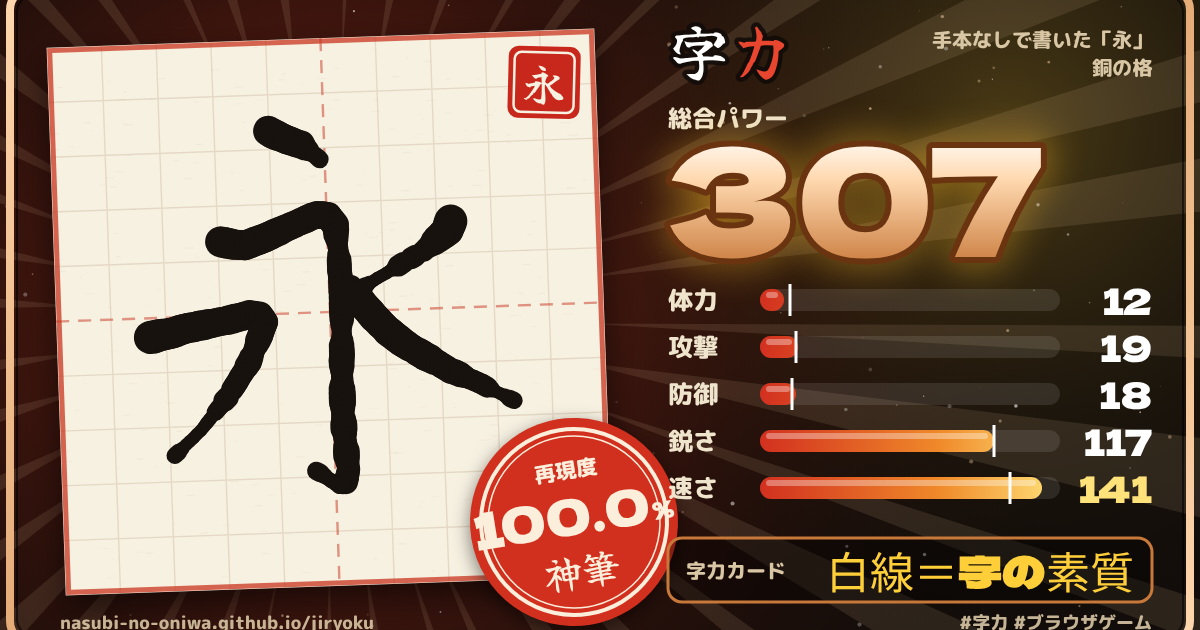 永
永
字力
手本なしで書いた「永」
銅の格
総合パワー
307
体力 12
攻撃 19
防御 18
鋭さ 117
速さ 141
再現度
100.0%
神筆
字力カード 白線＝字の素質
nasubi-no-oniwa.github.io/jiryoku
#字力 #ブラウザゲーム